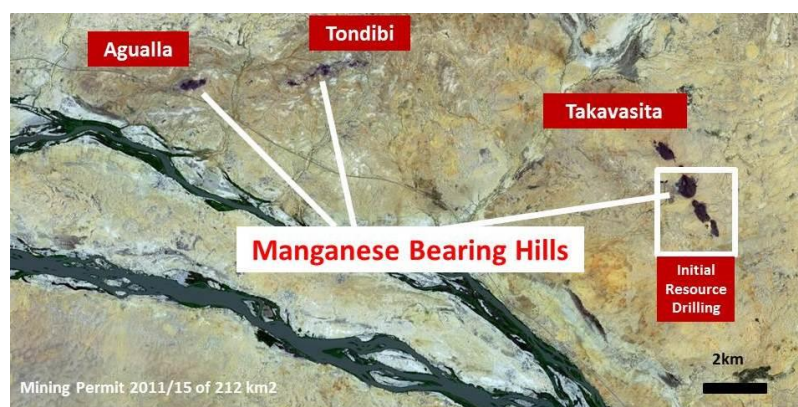 Agualla
Tondibi
Takavasita
Manganese Bearing Hills
Initial
Resource
Drilling
2km
Mining Permit 2011/15 of 212 km2